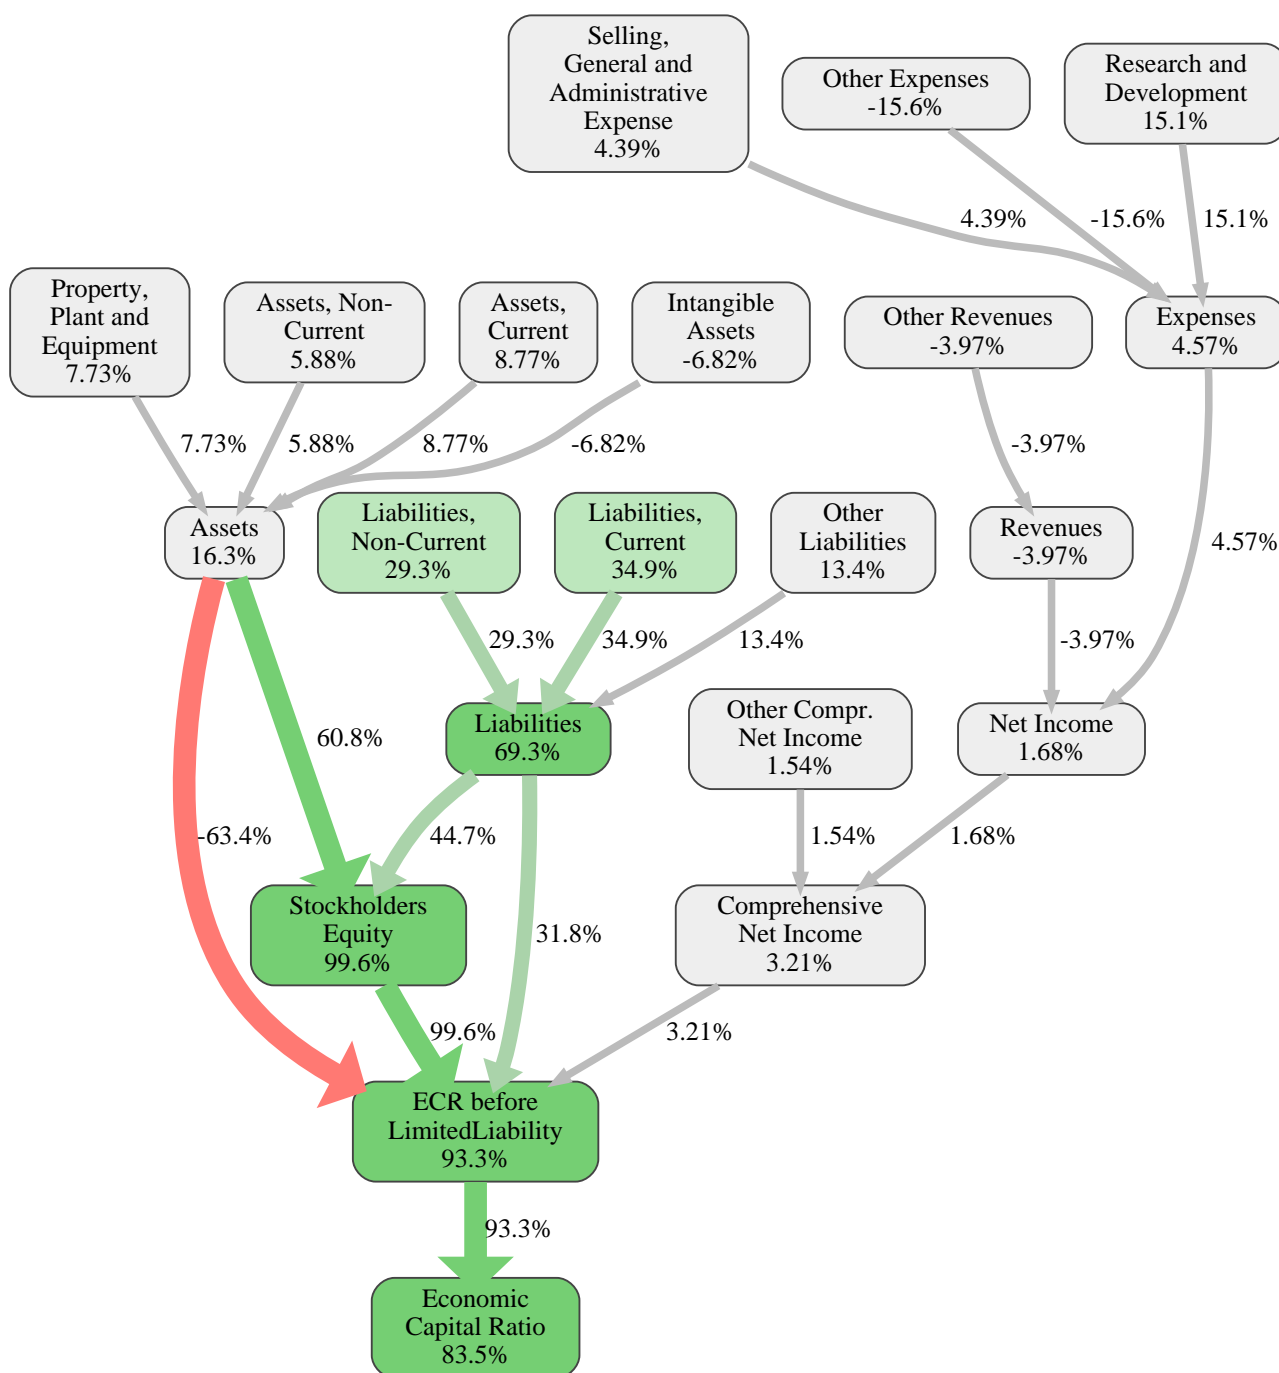 Selling,
General and
Administrative
Expense
4.39%
Other Expenses
-15.6%
Research and
Development
15.1%
4.39%
-15.6%
15.1%
Property,
Plant and
Equipment
7.73%
Assets, Non-
Current
5.88%
Assets,
Current
8.77%
Intangible
Assets
-6.82%
Other Revenues
-3.97%
Expenses
4.57%
7.73%
5.88%
8.77%
-6.82%
-3.97%
4.57%
Assets
16.3%
Liabilities,
Non-Current
29.3%
Liabilities,
Current
34.9%
Other
Liabilities
13.4%
Revenues
-3.97%
29.3%
34.9%
13.4%
-3.97%
60.8%
Liabilities
69.3%
Other Compr.
Net Income
1.54%
Net Income
1.68%
-63.4%
44.7%
1.54%
1.68%
Stockholders
Equity
99.6%
31.8%
Comprehensive
Net Income
3.21%
99.6%
3.21%
ECR before
LimitedLiability
93.3%
93.3%
Economic
Capital Ratio
83.5%